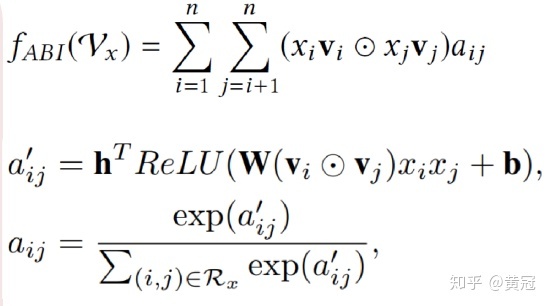 f_{ABI}(\mathcal{V}_x) = \sum_{i=1}^{n} \sum_{j=i+1}^{n} (x_i \mathbf{v}_i \odot x_j \mathbf{v}_j) a_{ij}
a'_{ij} = \mathbf{h}^T ReLU(\mathbf{W}(\mathbf{v}_i \odot \mathbf{v}_j) x_i x_j + \mathbf{b}),
a_{ij} = \frac{\exp(a'_{ij})}{\sum_{(i,j) \in \mathcal{R}_x} \exp(a'_{ij})},
知乎 @黄冠